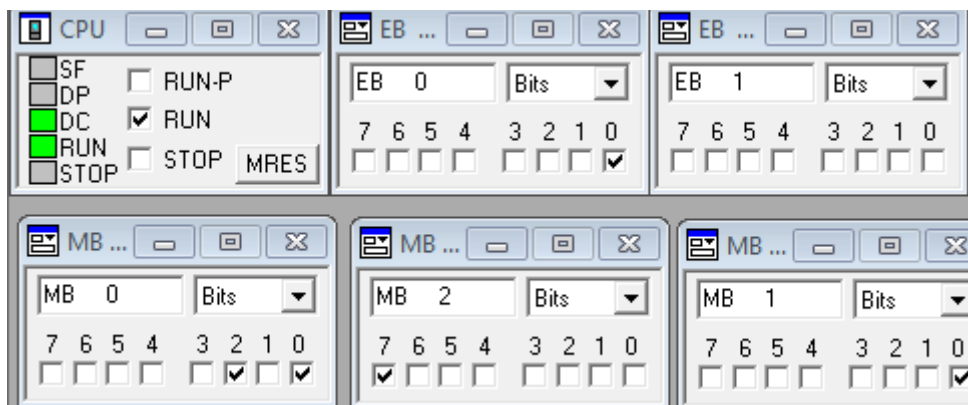 CPU
SF
DP
DC
RUN
STOP
RUN-P
RUN
STOP
MRES
EB ...
EB 0
Bits
7 6 5 4 3 2 1 0
EB ...
EB 1
Bits
7 6 5 4 3 2 1 0
MB ...
MB 0
Bits
7 6 5 4 3 2 1 0
MB ...
MB 2
Bits
7 6 5 4 3 2 1 0
MB ...
MB 1
Bits
7 6 5 4 3 2 1 0